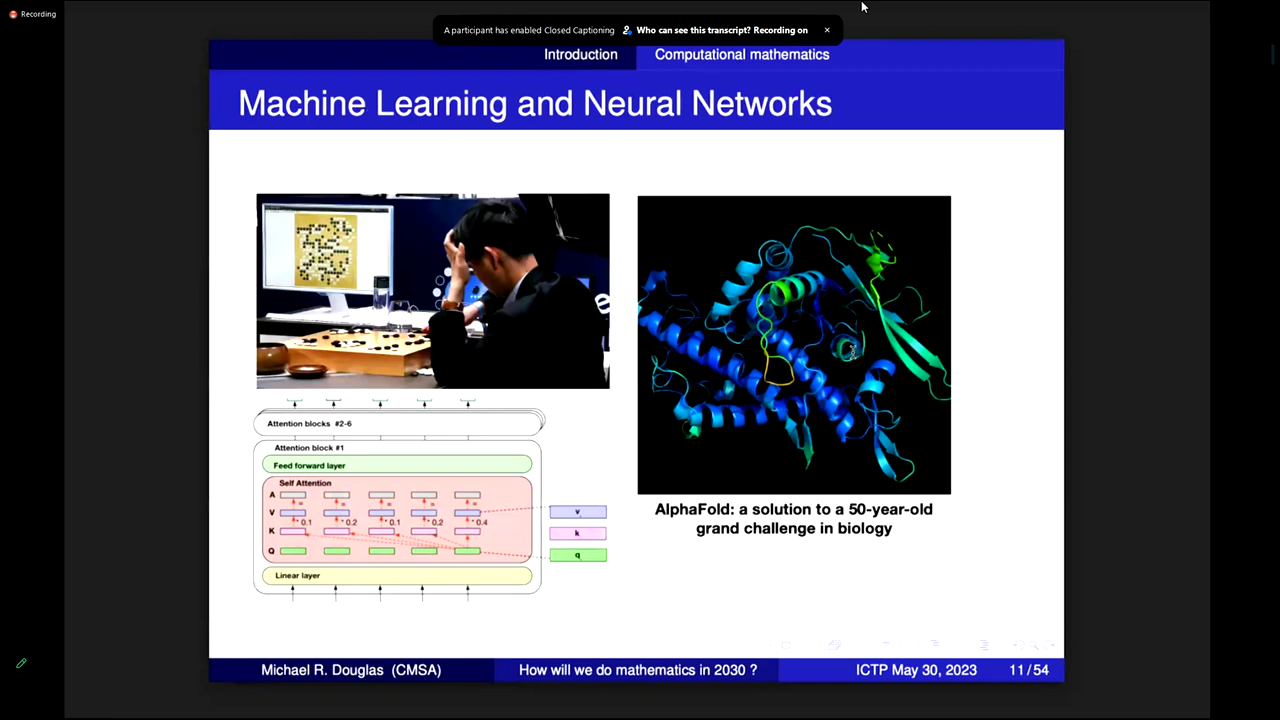 Recording
A participant has enabled Closed Captioning Who can see this transcript? Recording on ×
Introduction Computational mathematics
Machine Learning and Neural Networks
Attention blocks #2-6
Attention block #1
Feed forward layer
Self Attention
A
= = = = =
V
* 0.1 * 0.2 * 0.1 * 0.2 * 0.4
K
Q
Linear layer
v
k
q
AlphaFold: a solution to a 50-year-old
grand challenge in biology
Michael R. Douglas (CMSA) How will we do mathematics in 2030 ? ICTP May 30, 2023 11 / 54